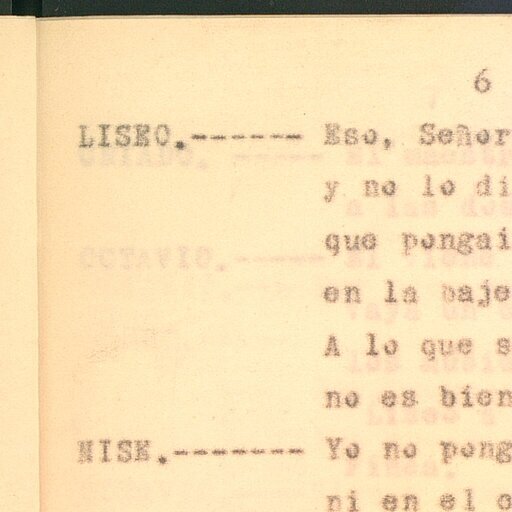 6
LISEO.------ Eso, Señor
y no lo di
que pongai
en la baje
A lo que s
no es bien
NISE.------- Yo no pong
ni en el